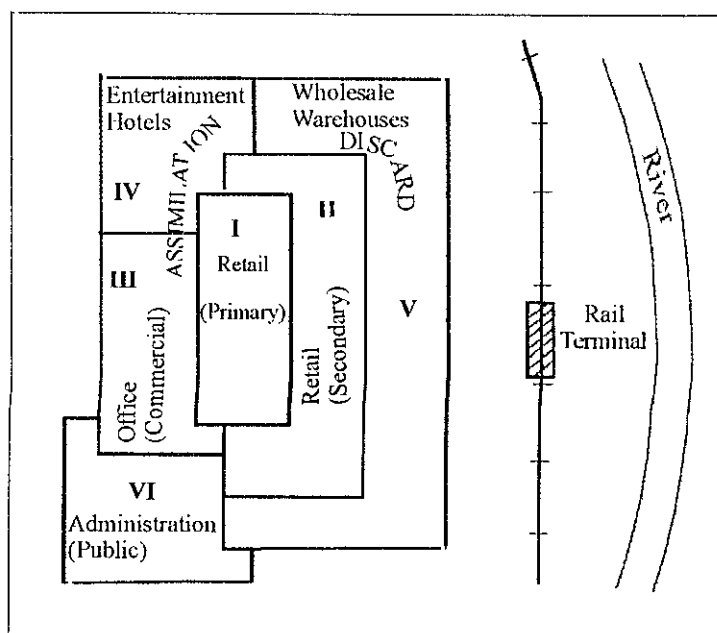 Entertainment
Hotels
IV
ASSIMILATION
Wholesale
Warehouses
DISCARD
I
Retail
(Primary)
II
Retail
(Secondary)
III
Office
(Commercial)
V
VI
Administration
(Public)
Rail
Terminal
River